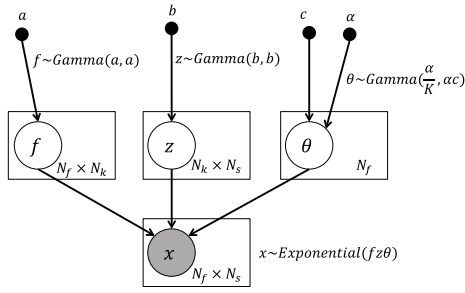 a
b
c
α
f~Gamma(a, a)
z~Gamma(b, b)
θ~Gamma(α/K, αc)
f
z
θ
N_f × N_k
N_k × N_s
N_f
x
N_f × N_s
x~Exponential(fzθ)